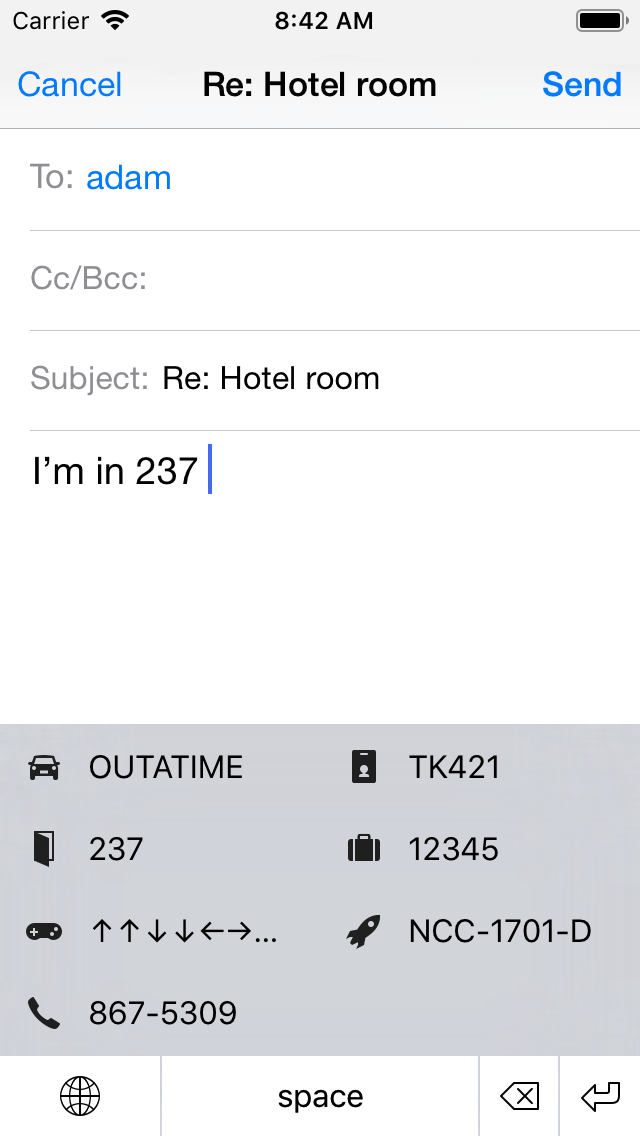 Carrier 8:42 AM
Cancel Re: Hotel room Send
To: adam
Cc/Bcc:
Subject: Re: Hotel room
I’m in 237
OUTATIME TK421
237 12345
↑↑↓↓←→... NCC-1701-D
867-5309
space